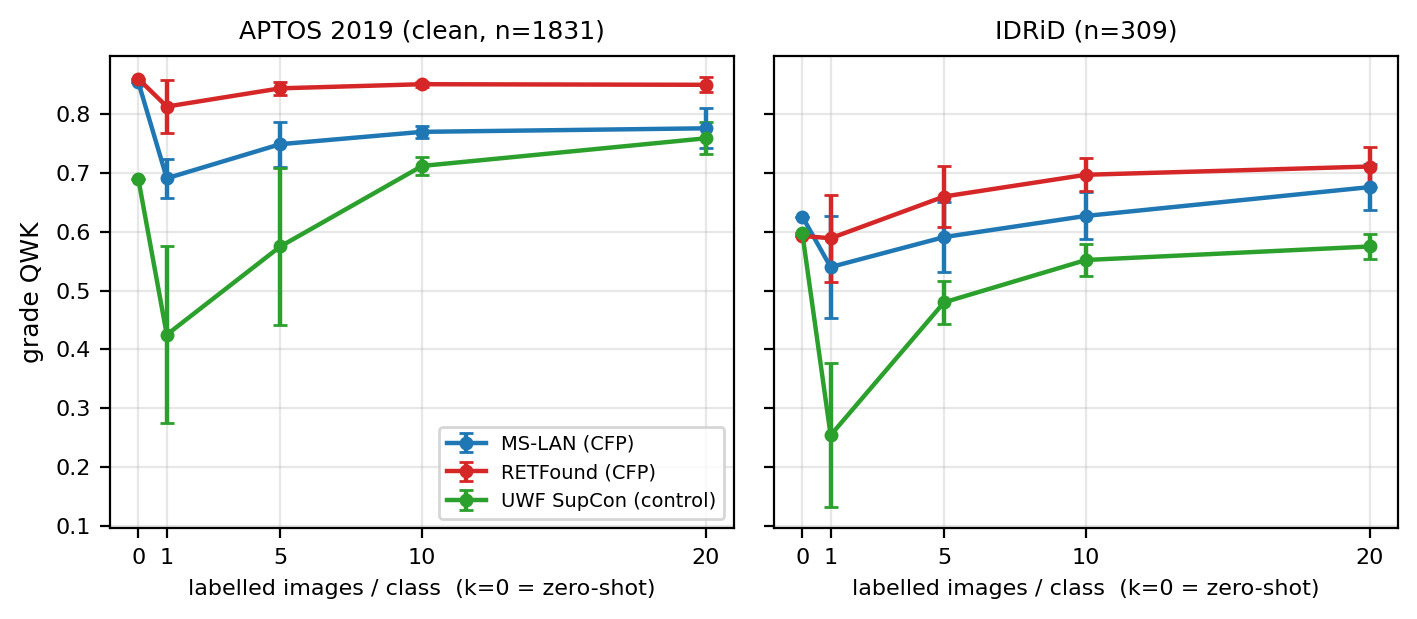 APTOS 2019 (clean, n=1831)
IDRiD (n=309)
grade QWK
0.8
0.7
0.6
0.5
0.4
0.3
0.2
0.1
MS-LAN (CFP)
RETFound (CFP)
UWF SupCon (control)
0 1 5 10 20
0 1 5 10 20
labelled images / class (k=0 = zero-shot)
labelled images / class (k=0 = zero-shot)